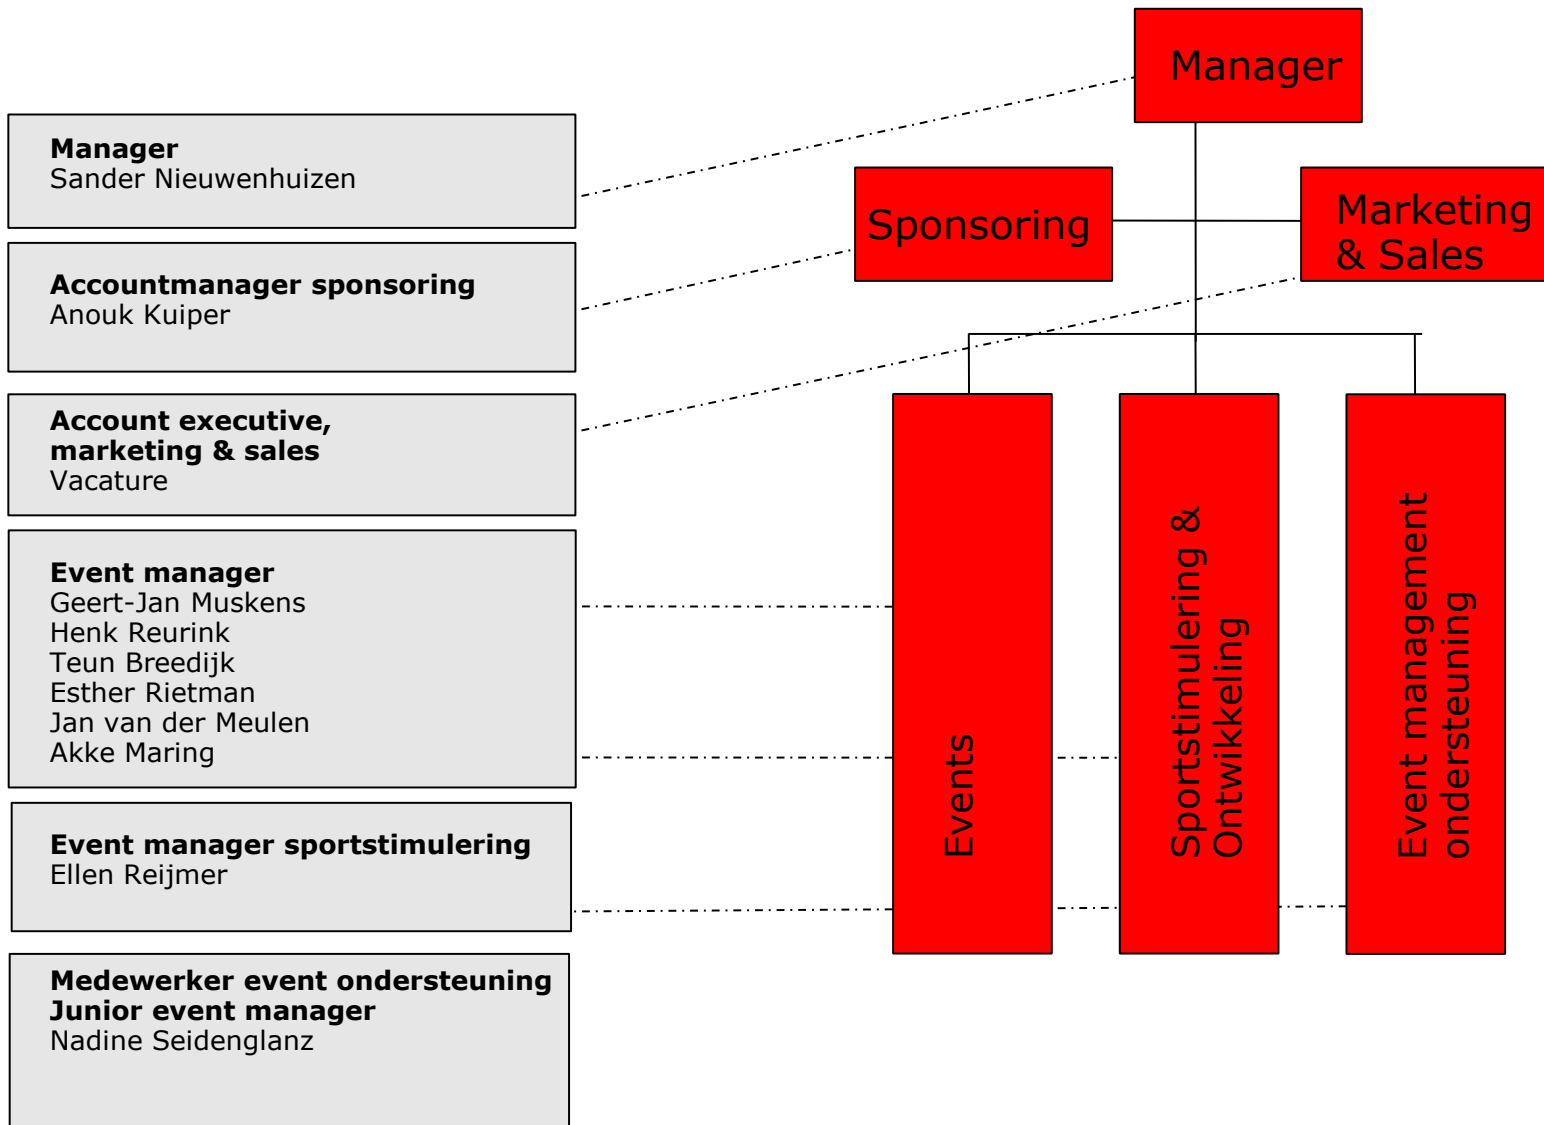 Manager
Sander Nieuwenhuizen
Accountmanager sponsoring
Anouk Kuiper
Account executive,
marketing & sales
Vacature
Event manager
Geert-Jan Muskens
Henk Reurink
Teun Breedijk
Esther Rietman
Jan van der Meulen
Akke Maring
Event manager sportstimulering
Ellen Reijmer
Medewerker event ondersteuning
Junior event manager
Nadine Seidenglanz
Manager
Sponsoring
Marketing
& Sales
Events
Sportstimulering &
Ontwikkeling
Event management
ondersteuning